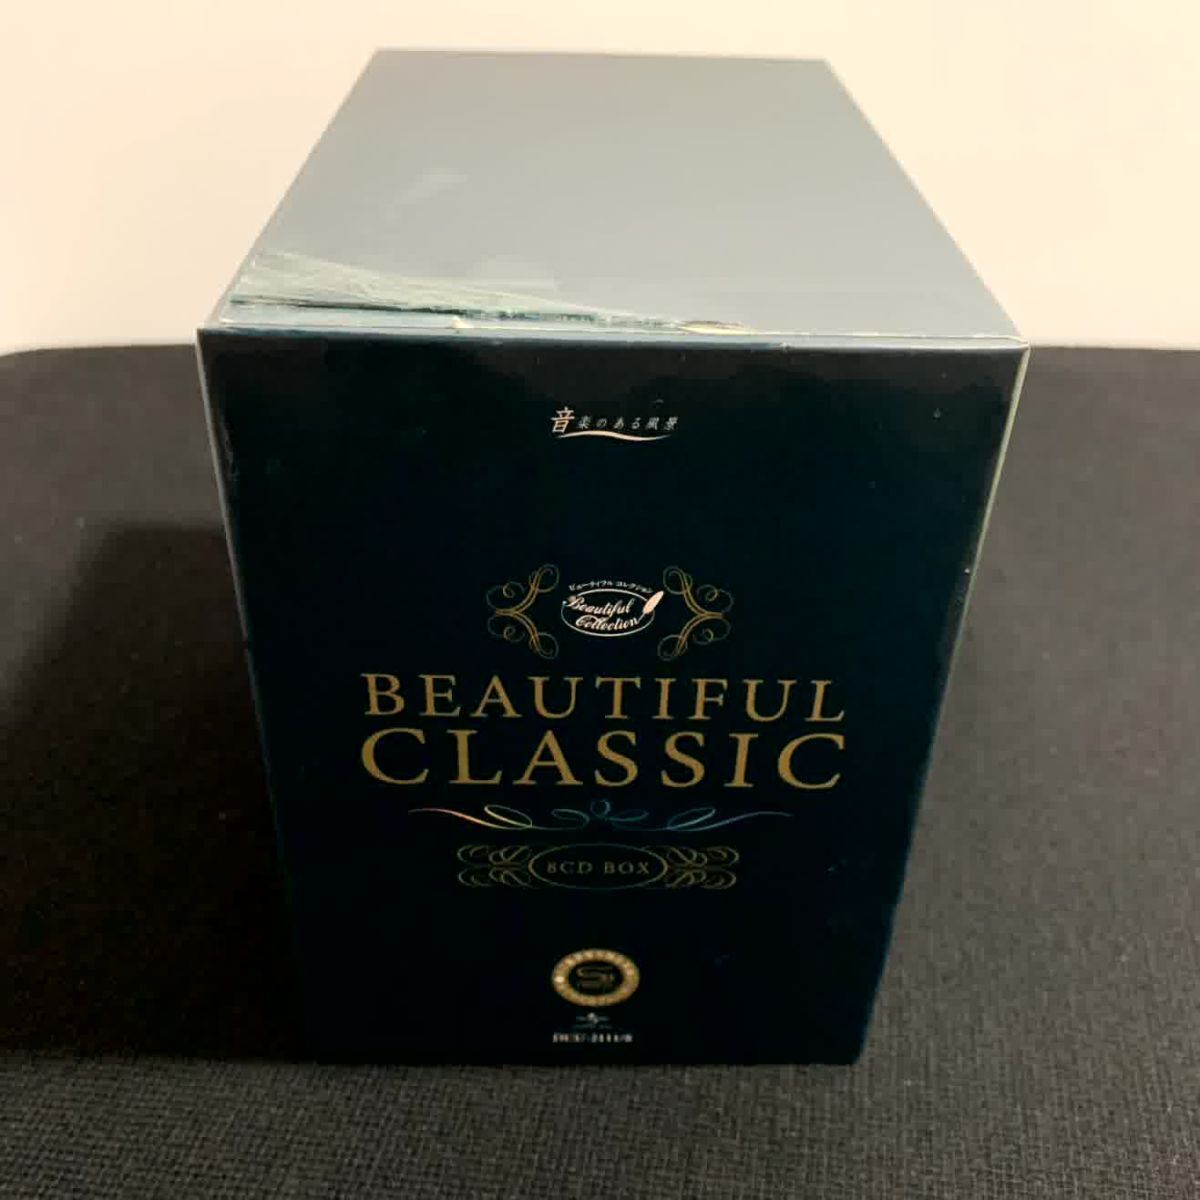 音楽のある風景
ビューティフル コレクション
Beautiful
Collection
BEAUTIFUL
CLASSIC
8CD BOX